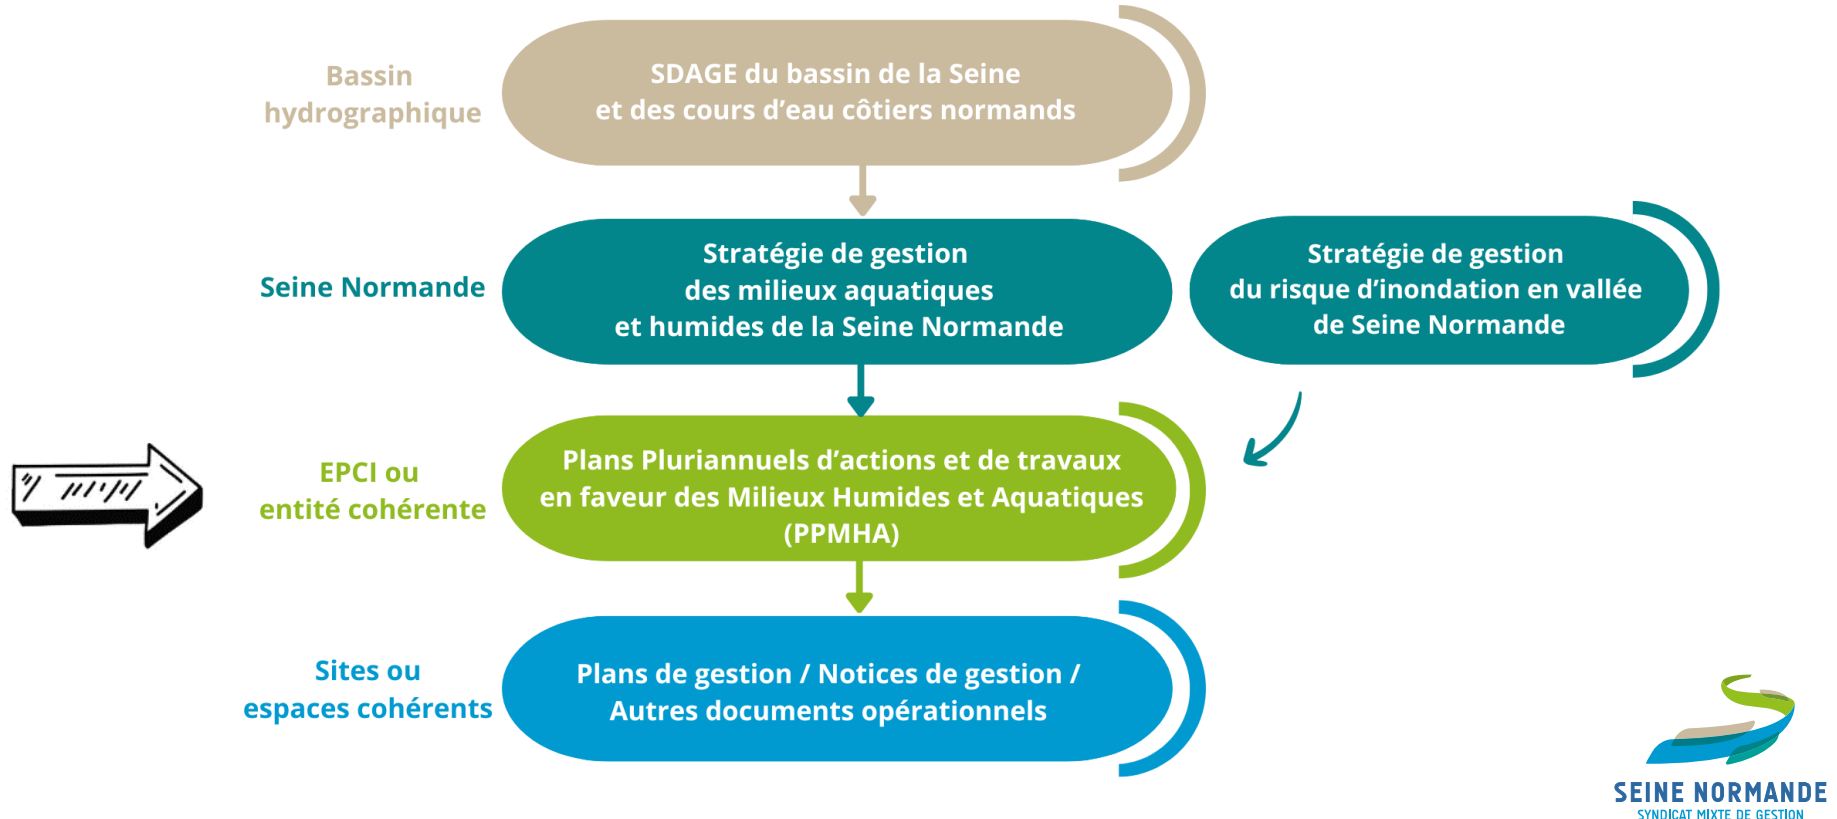 Bassin
hydrographique
SDAGE du bassin de la Seine
et des cours d'eau côtiers normands
Seine Normande
Stratégie de gestion
des milieux aquatiques
et humides de la Seine Normande
Stratégie de gestion
du risque d'inondation en vallée
de Seine Normande
EPCI ou
entité cohérente
Plans Pluriannuels d'actions et de travaux
en faveur des Milieux Humides et Aquatiques
(PPMHA)
Sites ou
espaces cohérents
Plans de gestion / Notices de gestion /
Autres documents opérationnels
SEINE NORMANDE
SYNDICAT MIXTE DE GESTION